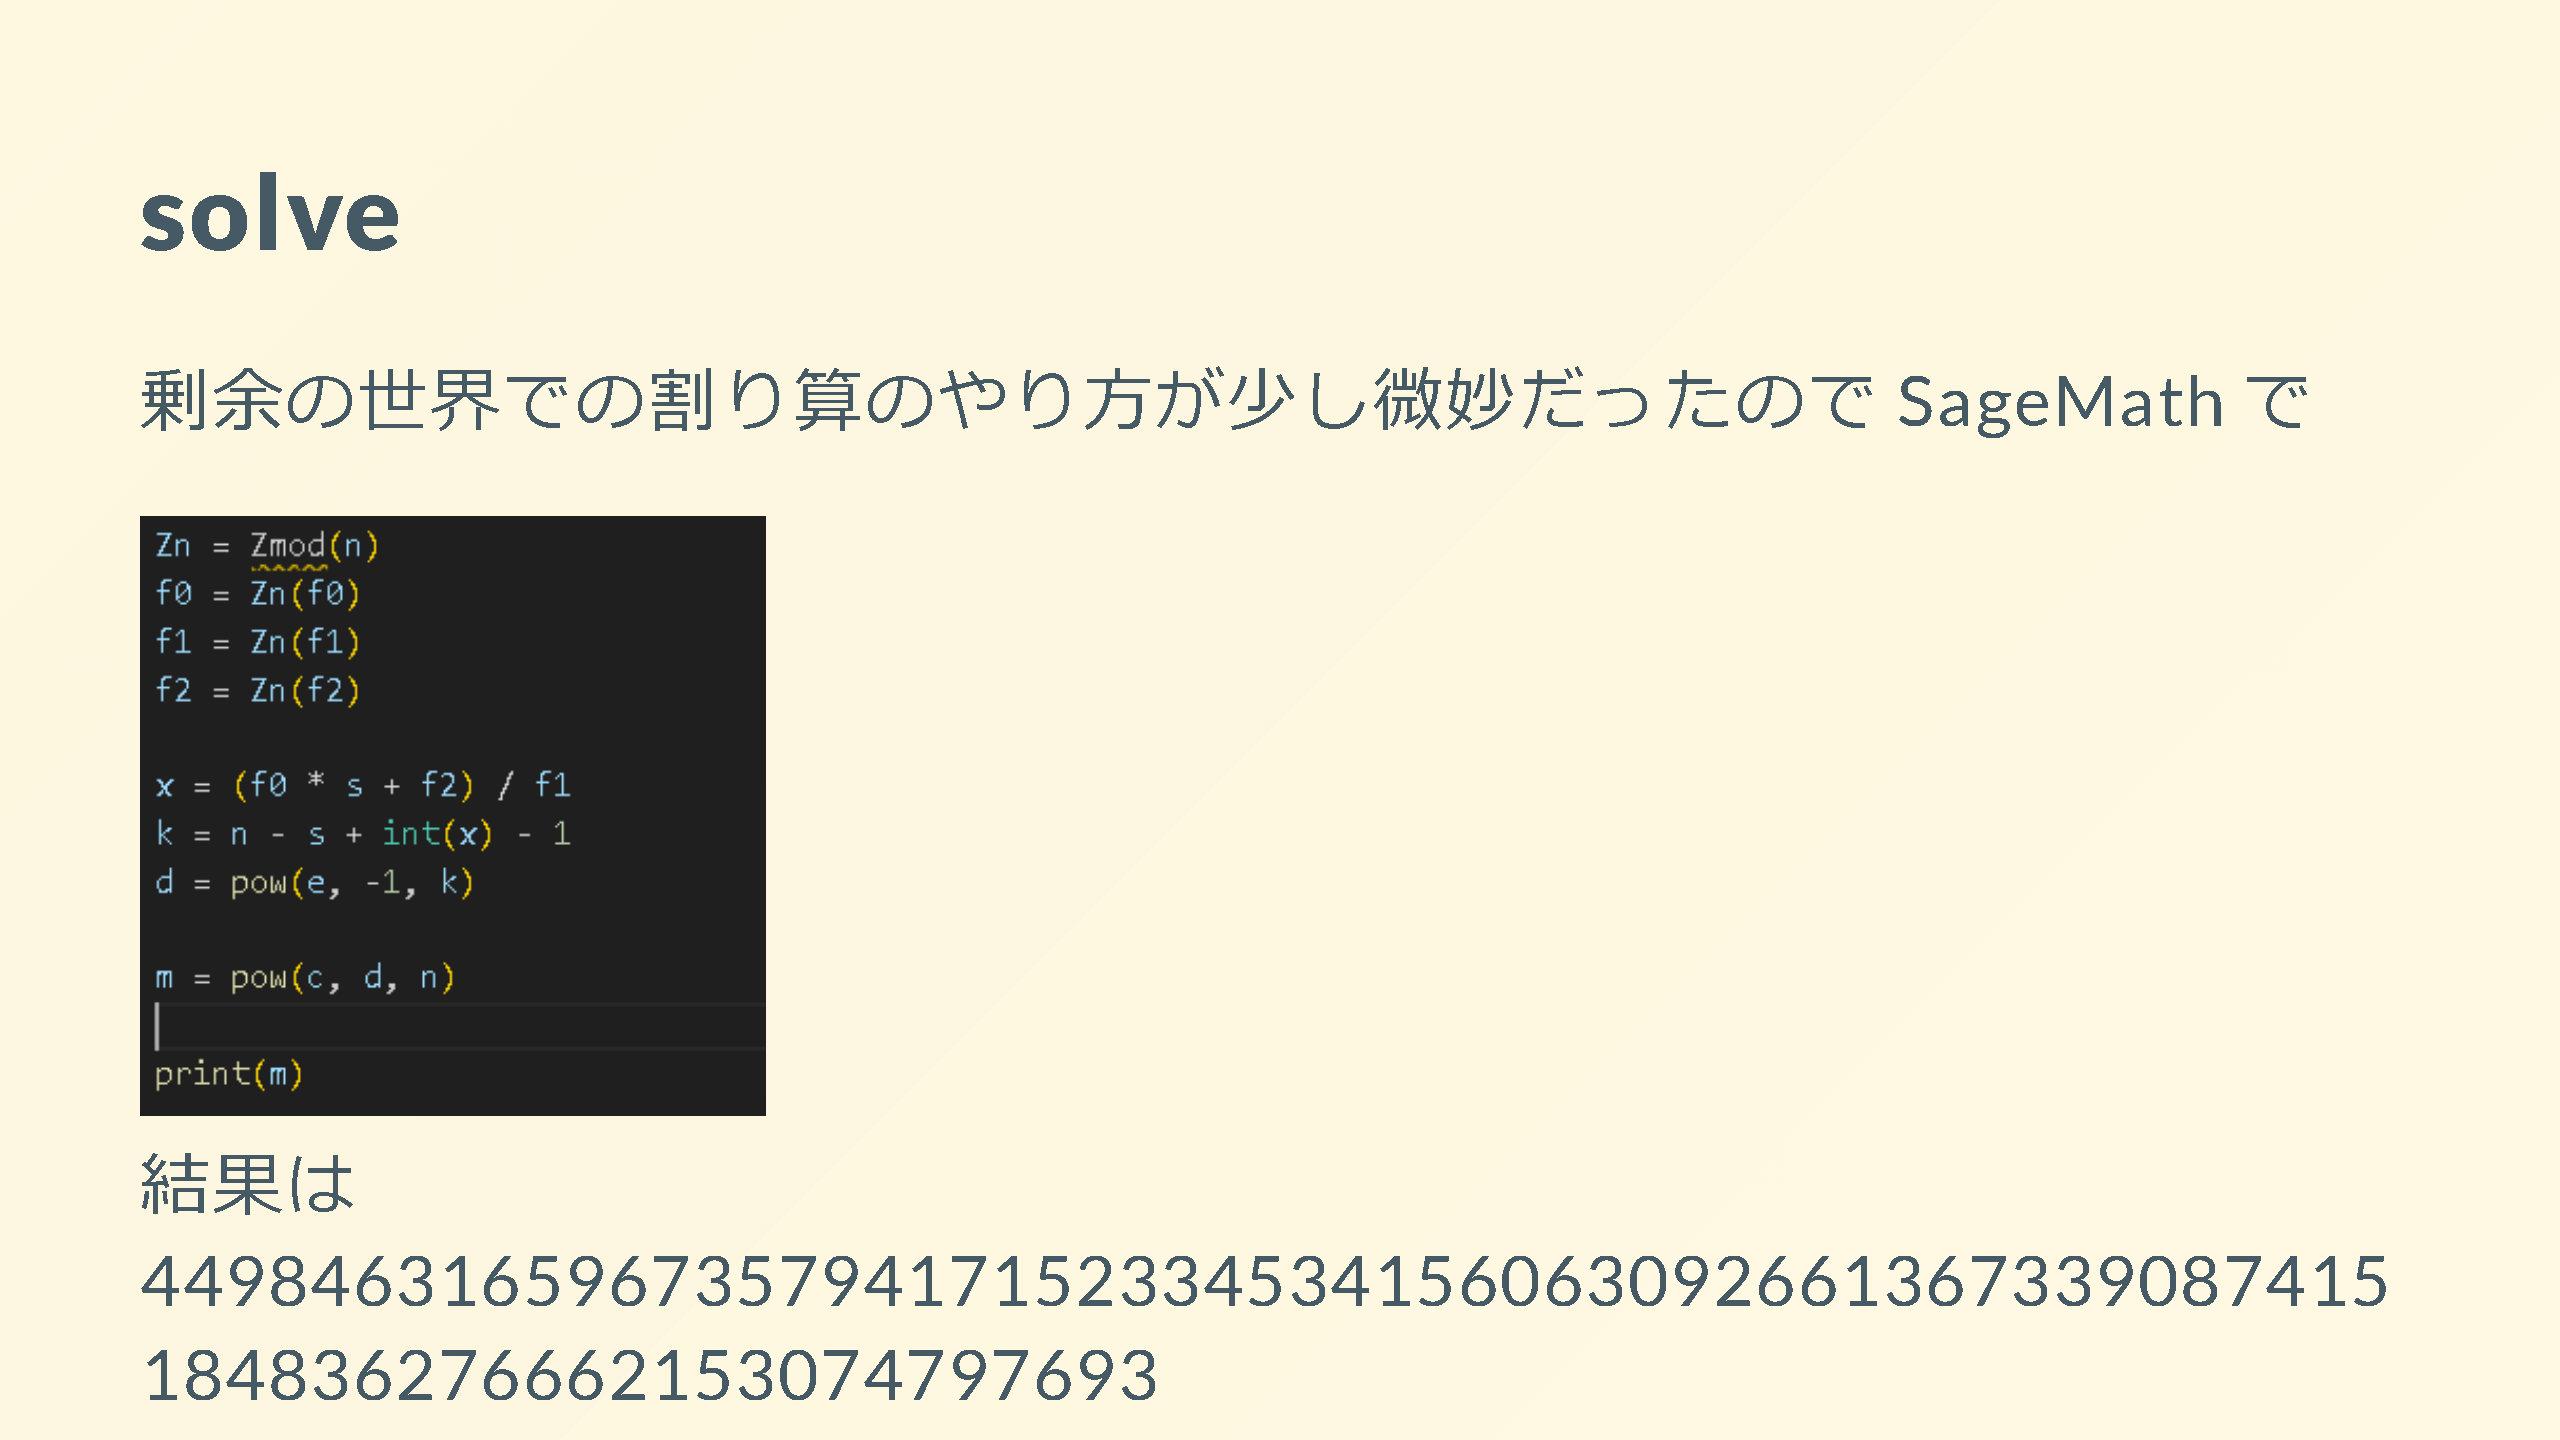 solve
剰余の世界での割り算のやり方が少し微妙だったので SageMath で
Zn = Zmod(n)
f0 = Zn(f0)
f1 = Zn(f1)
f2 = Zn(f2)
x = (f0 * s + f2) / f1
k = n - s + int(x) - 1
d = pow(e, -1, k)
m = pow(c, d, n)
print(m)
結果は
44984631659673579417152334534156063092661367339087415
184836276662153074797693